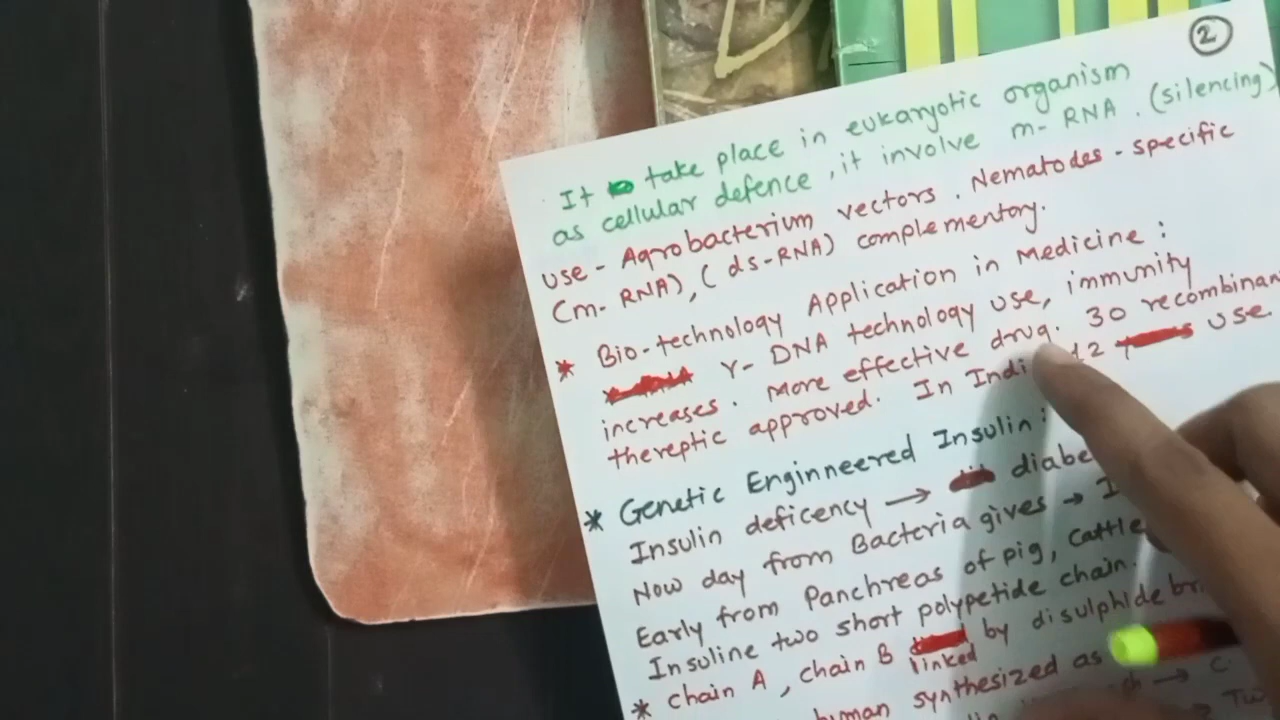 2
It take place in eukaryotic organism
as cellular defence, it involve m-RNA. (silencing)
use - Agrobacterium vectors. Nematodes - specific
(m-RNA), (ds-RNA) complementary.
* Bio-technology Application in Medicine:
r-DNA technology use, immunity
increases. More effective drug. 30 recombinan
thereptic approved. In Indi 12 use.
* Genetic Enginneered Insulin:
Insulin deficency → diabe
Now day from Bacteria gives → I
Early from Panchreas of pig, Cattle
Insuline two short polypetide chain.
* chain A, chain B linked by disulphide br
human synthesized as